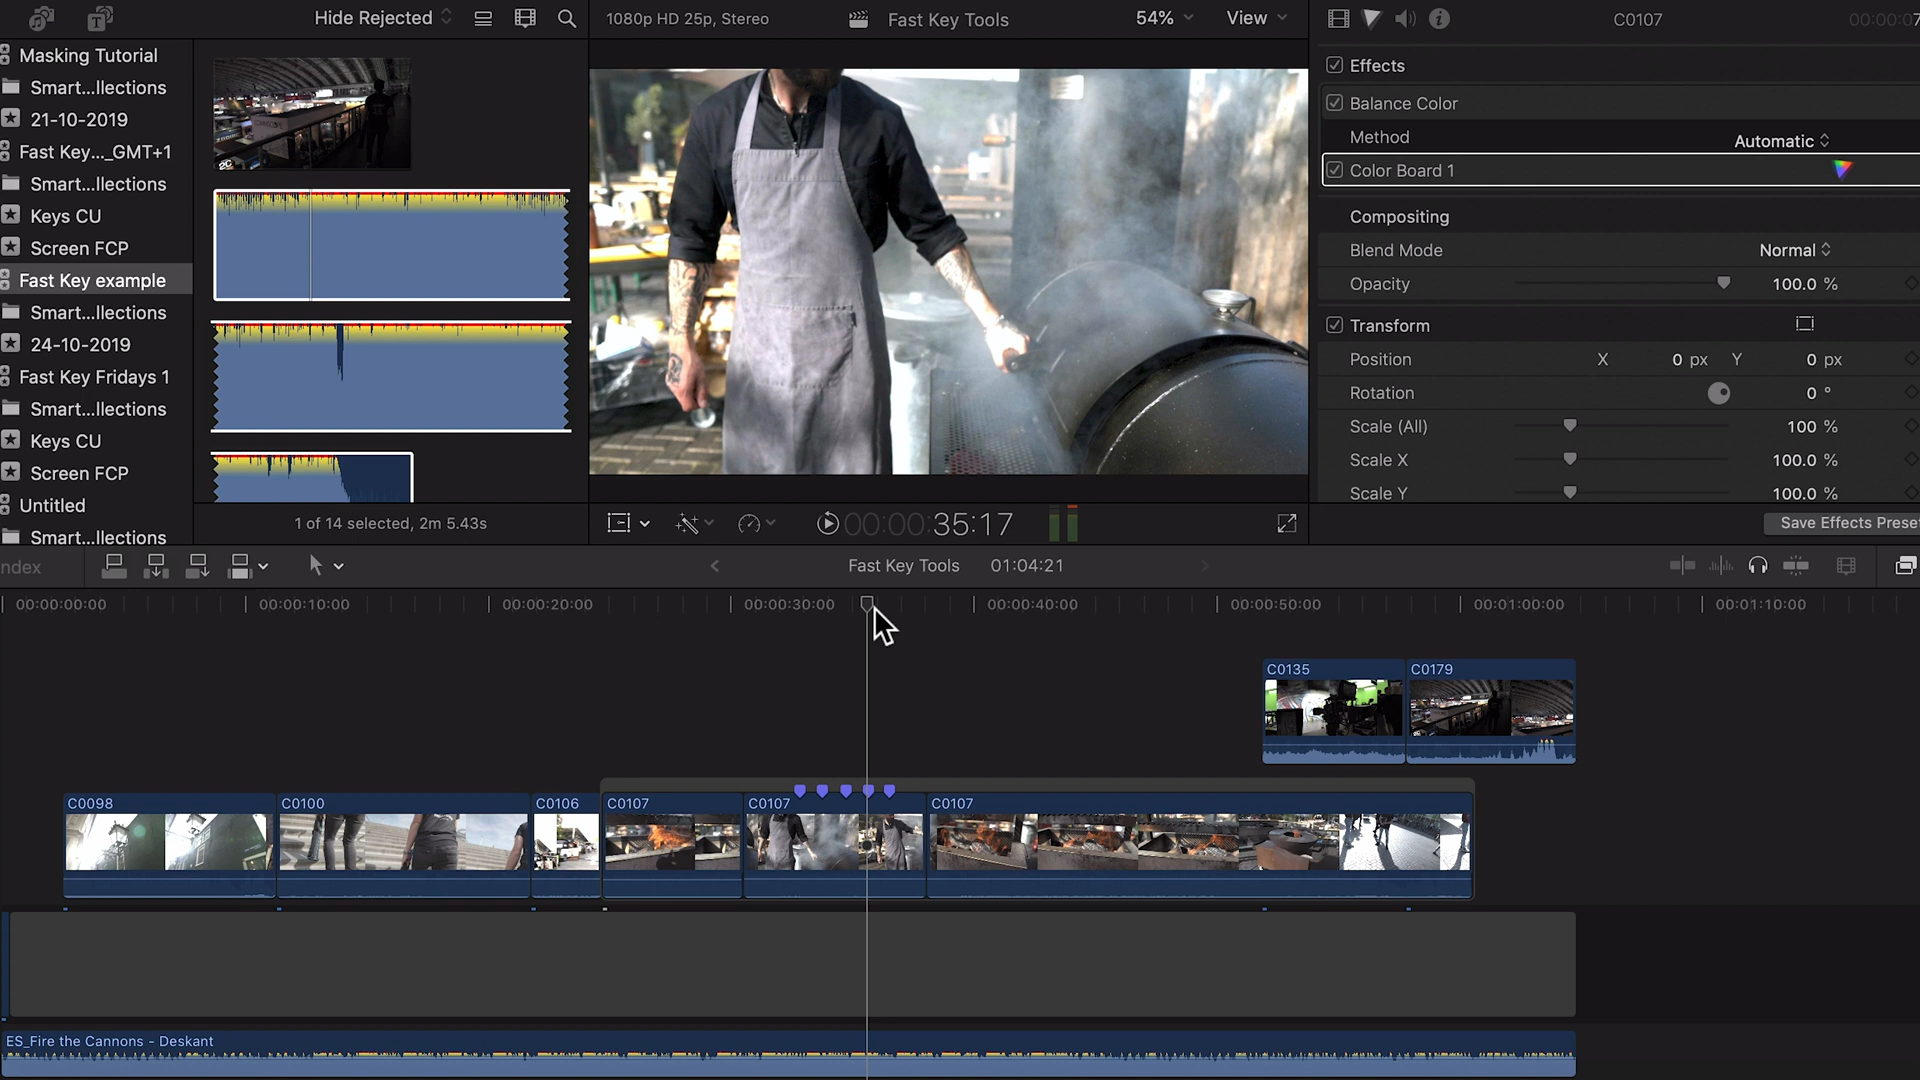 Hide Rejected
1080p HD 25p, Stereo
Fast Key Tools
54%
View
C0107
00:00:07
Masking Tutorial
Smart...llections
21-10-2019
Fast Key..._GMT+1
Smart...llections
Keys CU
Screen FCP
Fast Key example
Smart...llections
24-10-2019
Fast Key Fridays 1
Smart...llections
Keys CU
Screen FCP
Untitled
Smart...llections
1 of 14 selected, 2m 5.43s
00:00:35:17
Effects
Balance Color
Method
Automatic
Color Board 1
Compositing
Blend Mode
Normal
Opacity
100.0 %
Transform
Position
X
0 px
Y
0 px
Rotation
0 °
Scale (All)
100 %
Scale X
100.0 %
Scale Y
100.0 %
Save Effects Preset
ndex
Fast Key Tools
01:04:21
00:00:00:00
00:00:10:00
00:00:20:00
00:00:30:00
00:00:40:00
00:00:50:00
00:01:00:00
00:01:10:00
C0135
C0179
C0098
C0100
C0106
C0107
C0107
C0107
ES_Fire the Cannons - Deskant